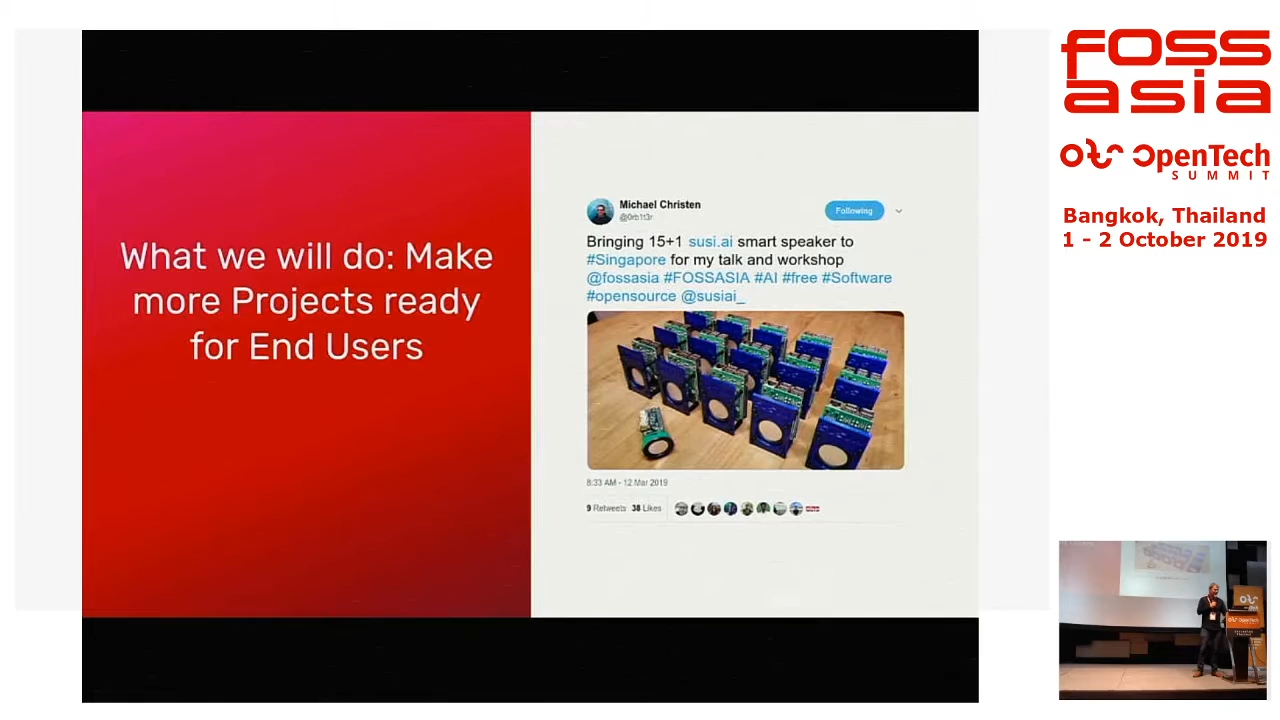 What we will do: Make
more Projects ready
for End Users
Michael Christen
@0rb1t3r
Following
Bringing 15+1 susi.ai smart speaker to
#Singapore for my talk and workshop
@fossasia #FOSSASIA #AI #free #Software
#opensource @susiai_
8:33 AM - 12 Mar 2019
9 Retweets 38 Likes
fossasia
OpenTech
SUMMIT
Bangkok, Thailand
1 - 2 October 2019